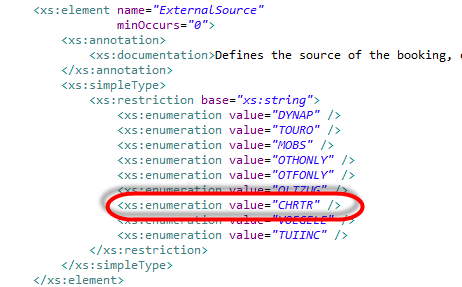 <xs:element name="ExternalSource"
minOccurs="0">
<xs:annotation>
<xs:documentation>Defines the source of the booking,
</xs:annotation>
<xs:simpleType>
<xs:restriction base="xs:string">
<xs:enumeration value="DYNAP" />
<xs:enumeration value="TOURO" />
<xs:enumeration value="MOBS" />
<xs:enumeration value="OTHONLY" />
<xs:enumeration value="OTFONLY" />
<xs:enumeration value="OLTZUG" />
<xs:enumeration value="CHRTR" />
<xs:enumeration value="VOEGELE" />
<xs:enumeration value="TUIINC" />
</xs:restriction>
</xs:simpleType>
</xs:element>